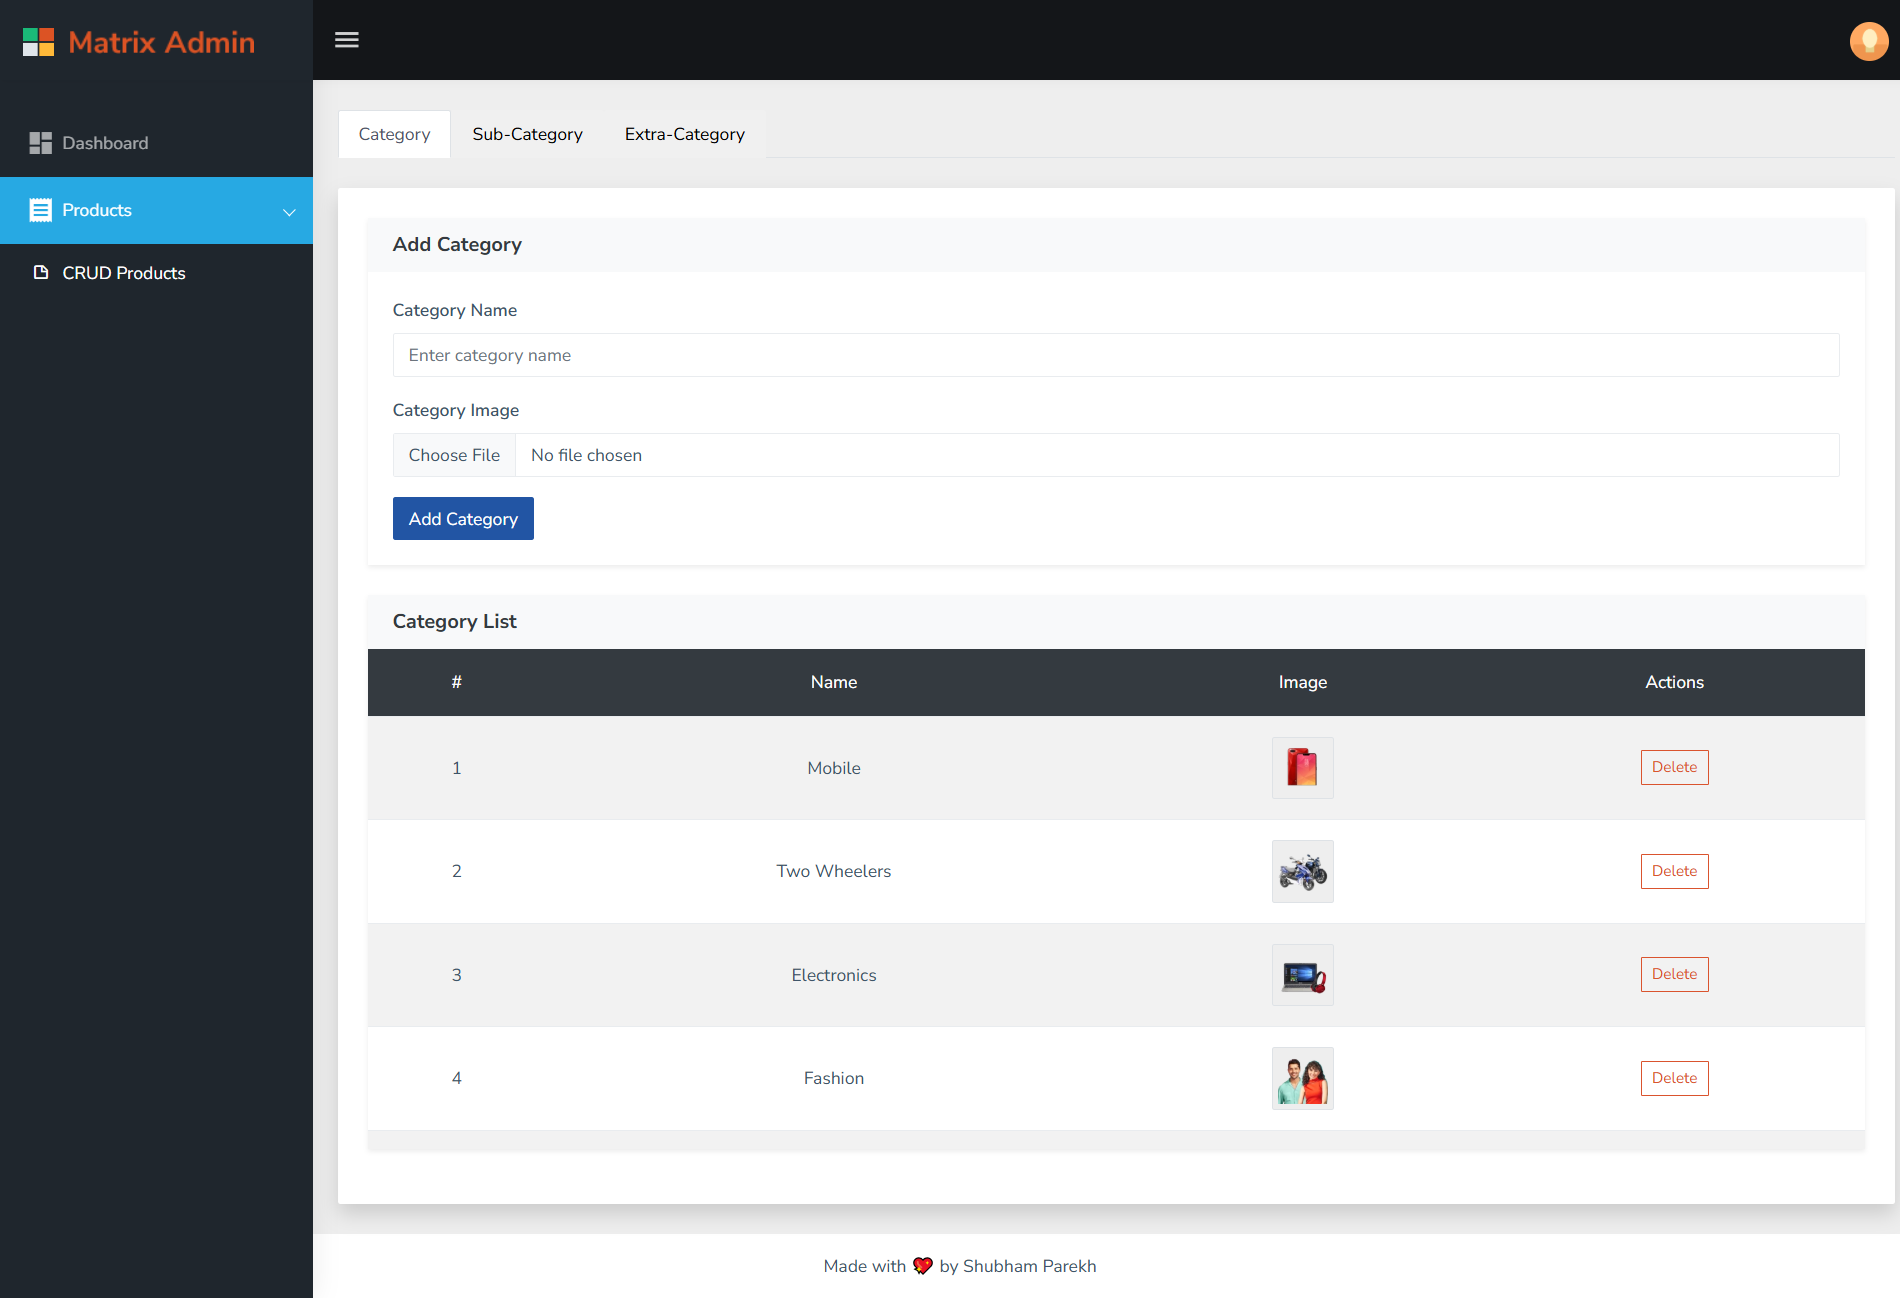 Matrix Admin
Dashboard
Products
CRUD Products
Category
Sub-Category
Extra-Category
Add Category
Category Name
Enter category name
Category Image
Choose File
No file chosen
Add Category
Category List
# Name Image Actions
1 Mobile Delete
2 Two Wheelers Delete
3 Electronics Delete
4 Fashion Delete
Made with 💖 by Shubham Parekh